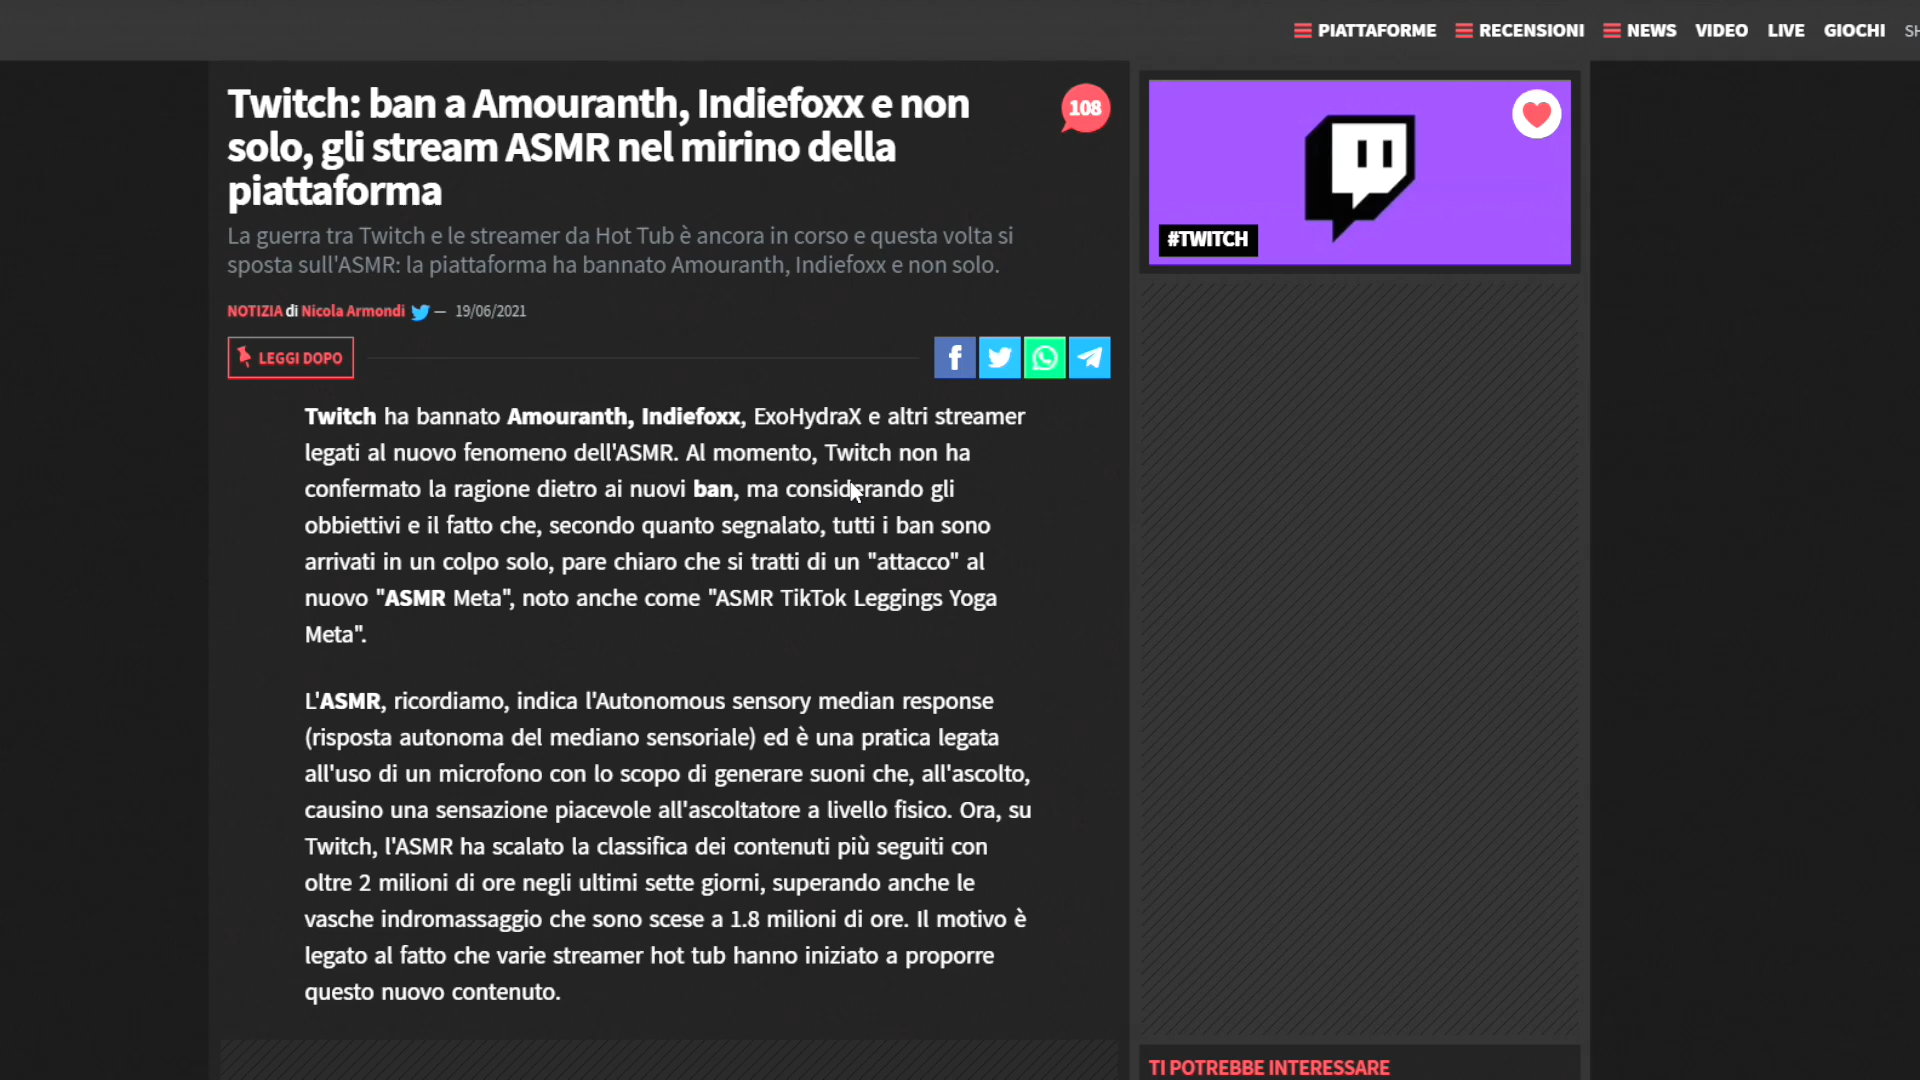 PIATTAFORME RECENSIONI NEWS VIDEO LIVE GIOCHI
Twitch: ban a Amouranth, Indiefoxx e non
solo, gli stream ASMR nel mirino della
piattaforma
108
La guerra tra Twitch e le streamer da Hot Tub è ancora in corso e questa volta si
sposta sull'ASMR: la piattaforma ha bannato Amouranth, Indiefoxx e non solo.
NOTIZIA di Nicola Armondi — 19/06/2021
LEGGI DOPO
Twitch ha bannato Amouranth, Indiefoxx, ExoHydraX e altri streamer
legati al nuovo fenomeno dell'ASMR. Al momento, Twitch non ha
confermato la ragione dietro ai nuovi ban, ma considerando gli
obbiettivi e il fatto che, secondo quanto segnalato, tutti i ban sono
arrivati in un colpo solo, pare chiaro che si tratti di un "attacco" al
nuovo "ASMR Meta", noto anche come "ASMR TikTok Leggings Yoga
Meta".
L'ASMR, ricordiamo, indica l'Autonomous sensory median response
(risposta autonoma del mediano sensoriale) ed è una pratica legata
all'uso di un microfono con lo scopo di generare suoni che, all'ascolto,
causino una sensazione piacevole all'ascoltatore a livello fisico. Ora, su
Twitch, l'ASMR ha scalato la classifica dei contenuti più seguiti con
oltre 2 milioni di ore negli ultimi sette giorni, superando anche le
vasche indromassaggio che sono scese a 1.8 milioni di ore. Il motivo è
legato al fatto che varie streamer hot tub hanno iniziato a proporre
questo nuovo contenuto.
#TWITCH
TI POTREBBE INTERESSARE